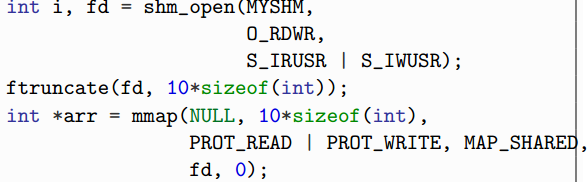 int i, fd = shm_open(MYSHM,
O_RDWR,
S_IRUSR | S_IWUSR);
ftruncate(fd, 10*sizeof(int));
int *arr = mmap(NULL, 10*sizeof(int),
PROT_READ | PROT_WRITE, MAP_SHARED,
fd, 0);